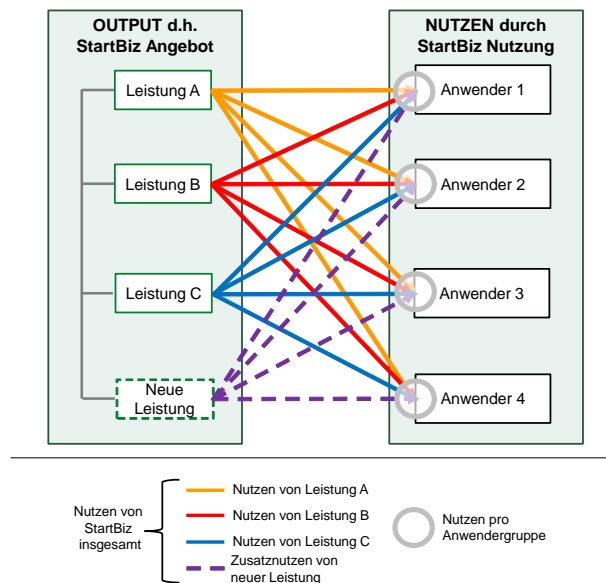 OUTPUT d.h.
StartBiz Angebot
NUTZEN durch
StartBiz Nutzung
Leistung A
Anwender 1
Leistung B
Anwender 2
Leistung C
Anwender 3
Neue
Leistung
Anwender 4
Nutzen von
StartBiz
insgesamt
Nutzen von Leistung A
Nutzen von Leistung B
Nutzen von Leistung C
Zusatznutzen von
neuer Leistung
Nutzen pro
Anwendergruppe